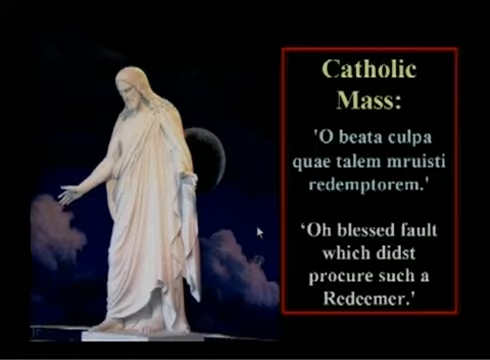 Catholic
Mass:
'O beata culpa
quae talem mruisti
redemptorem.'
‘Oh blessed fault
which didst
procure such a
Redeemer.'